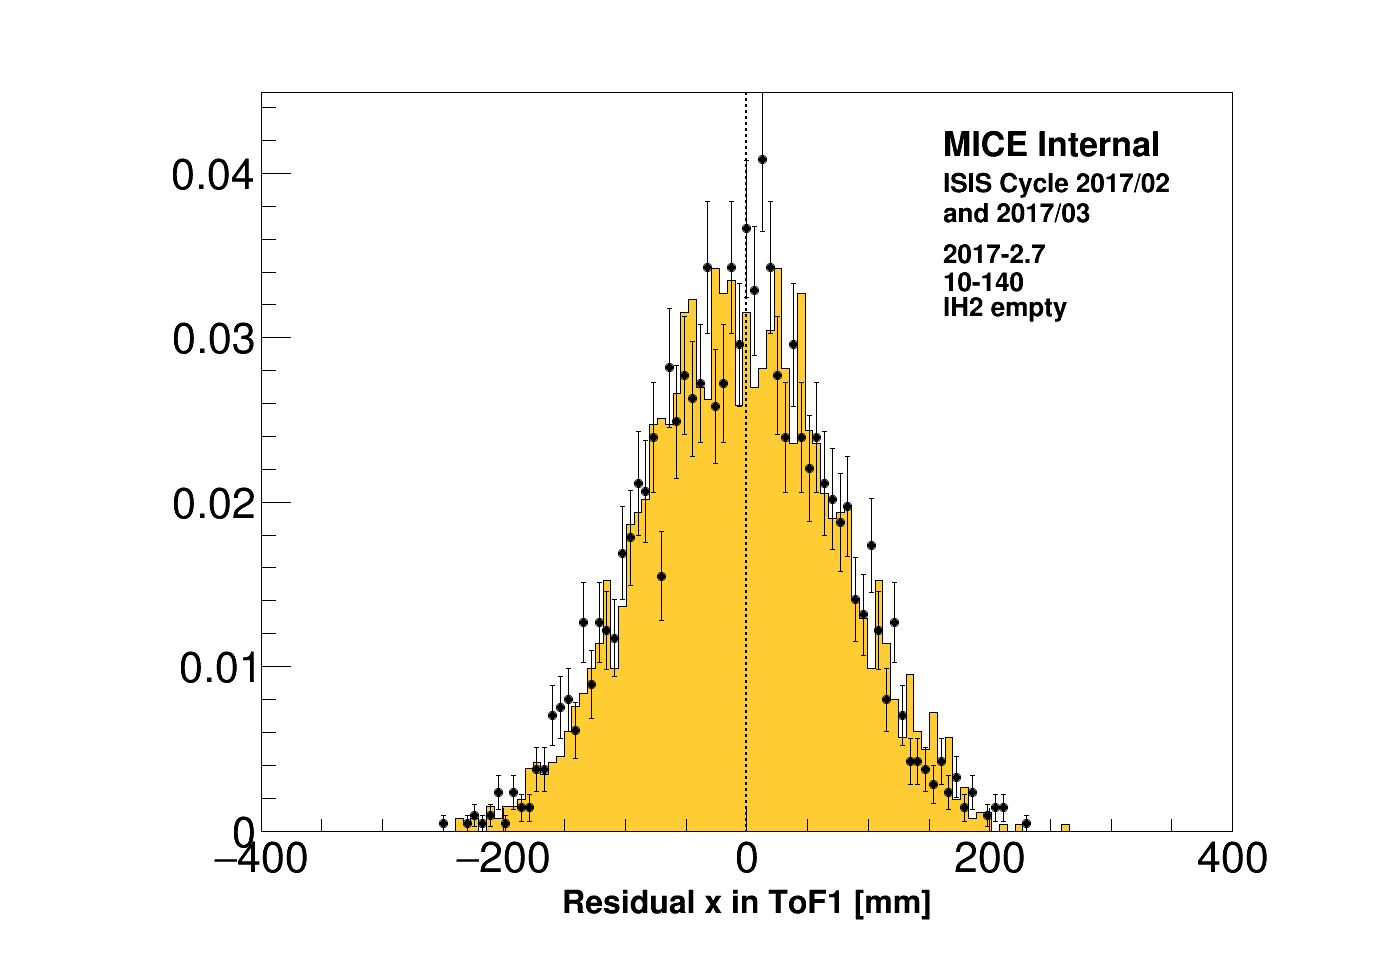 MICE Internal
ISIS Cycle 2017/02
and 2017/03
2017-2.7
10-140
IH2 empty
0.04
0.03
0.02
0.01
0
−400 −200 0 200 400
Residual x in ToF1 [mm]